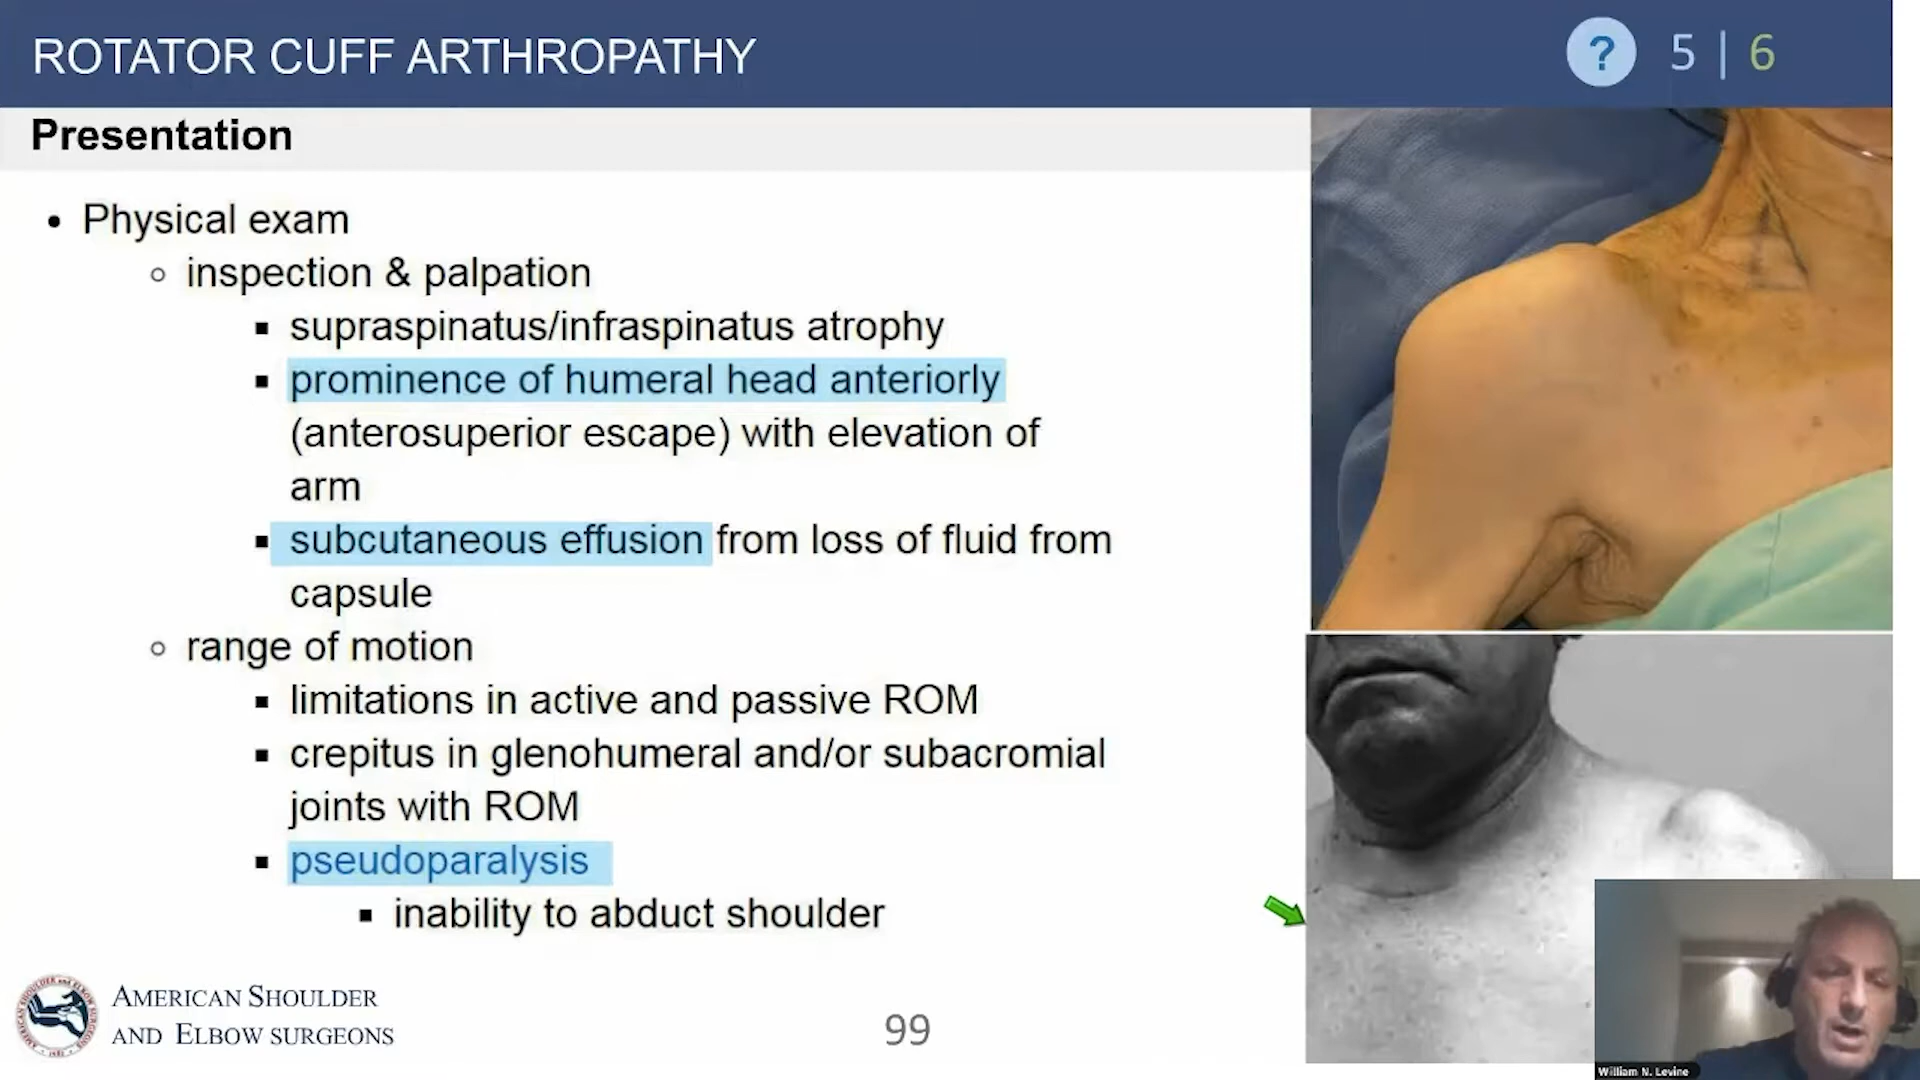 ROTATOR CUFF ARTHROPATHY
? 5 | 6
Presentation
• Physical exam
○ inspection & palpation
▪ supraspinatus/infraspinatus atrophy
▪ prominence of humeral head anteriorly
(anterosuperior escape) with elevation of
arm
▪ subcutaneous effusion from loss of fluid from
capsule
○ range of motion
▪ limitations in active and passive ROM
▪ crepitus in glenohumeral and/or subacromial
joints with ROM
▪ pseudoparalysis
▪ inability to abduct shoulder
AMERICAN SHOULDER
AND ELBOW SURGEONS
99
William N. Levine